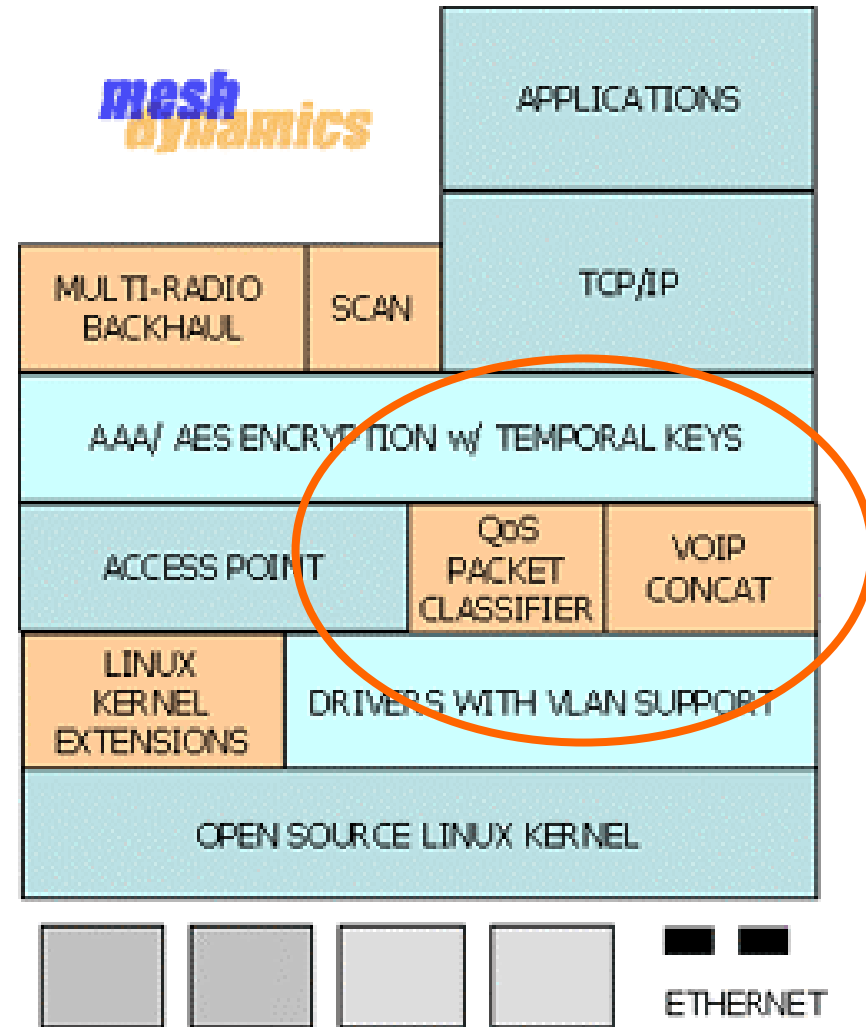 mesh
dynamics
APPLICATIONS
TCP/IP
MULTI-RADIO
BACKHAUL
SCAN
AAA/ AES ENCRYPTION w/ TEMPORAL KEYS
ACCESS POINT
QoS
PACKET
CLASSIFIER
VOIP
CONCAT
LINUX
KERNEL
EXTENSIONS
DRIVERS WITH VLAN SUPPORT
OPEN SOURCE LINUX KERNEL
ETHERNET